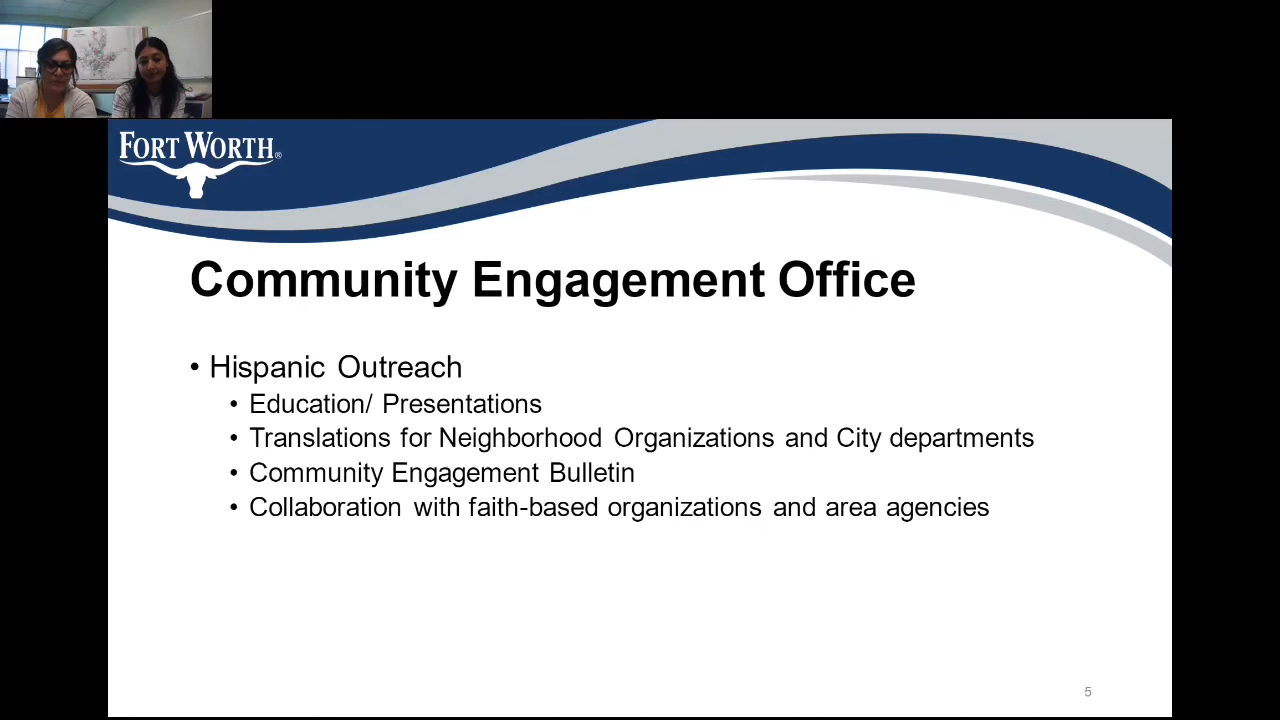 FORT WORTH®
Community Engagement Office
• Hispanic Outreach
• Education/ Presentations
• Translations for Neighborhood Organizations and City departments
• Community Engagement Bulletin
• Collaboration with faith-based organizations and area agencies
5